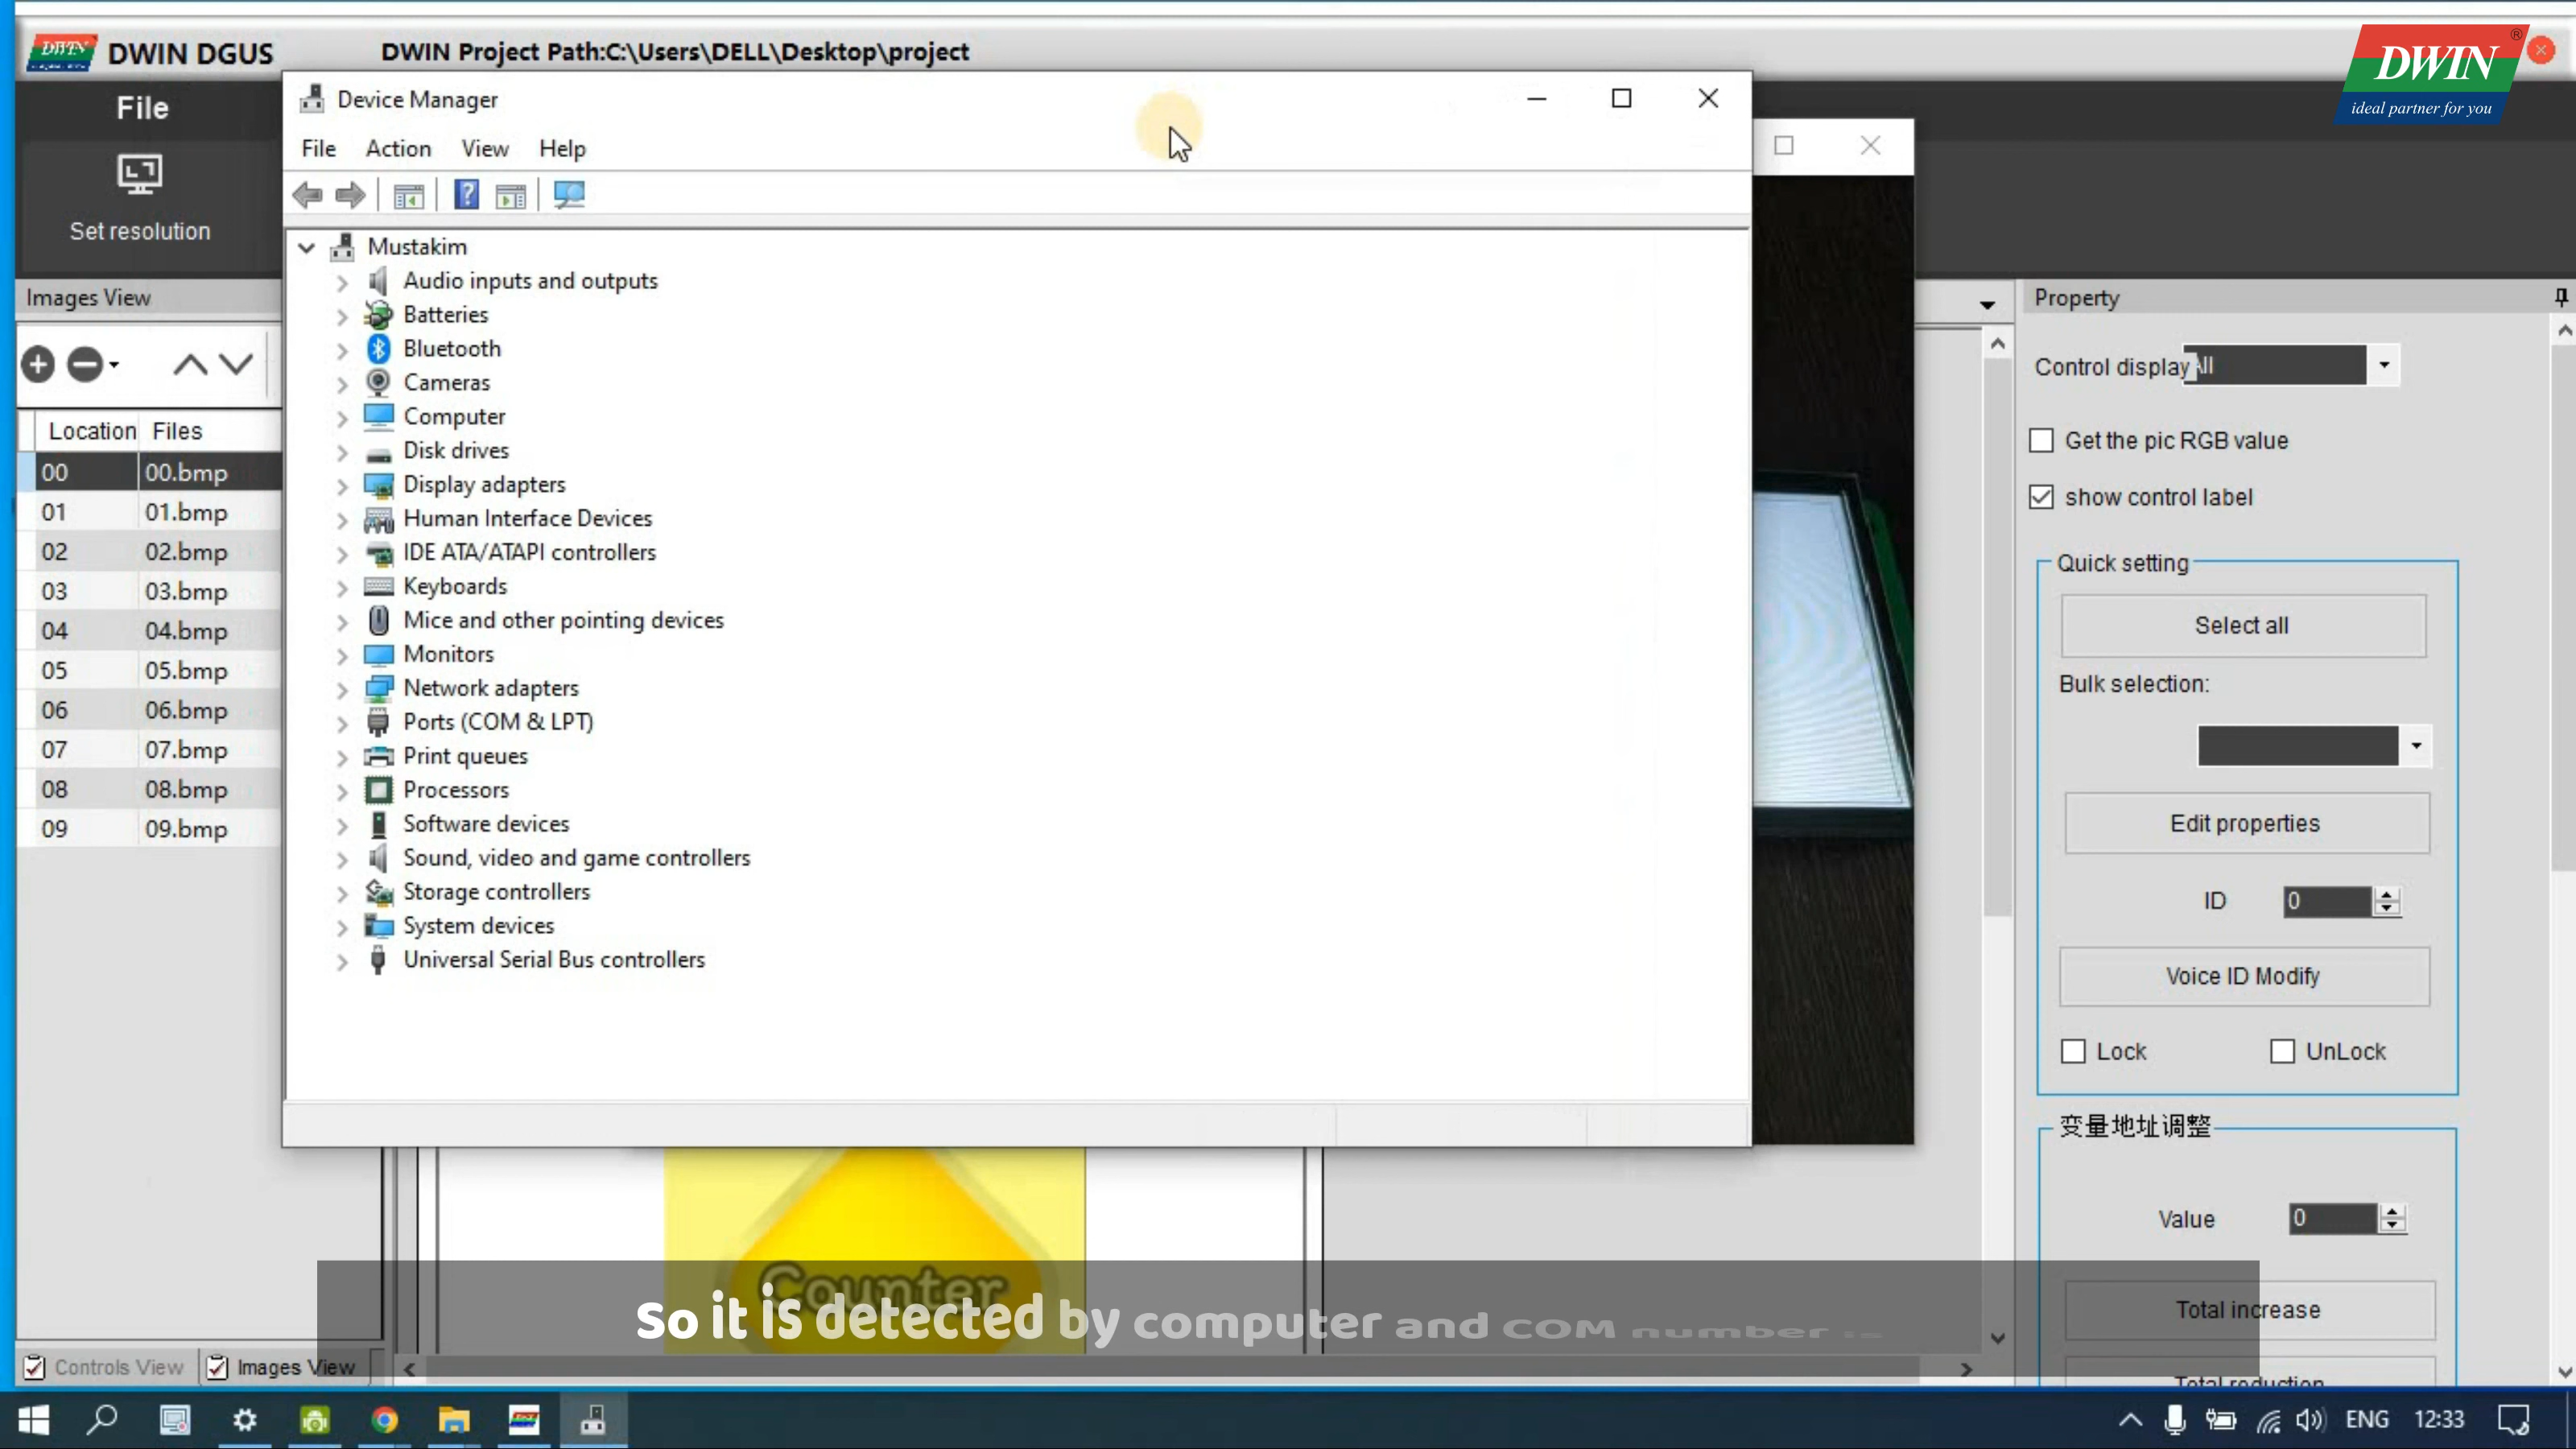 DWIN
DWIN DGUS
DWIN Project Path:C:\Users\DELL\Desktop\project
DWIN
®
ideal partner for you
File
Set resolution
Device Manager
File Action View Help
Mustakim
Audio inputs and outputs
Batteries
Bluetooth
Cameras
Computer
Disk drives
Display adapters
Human Interface Devices
IDE ATA/ATAPI controllers
Keyboards
Mice and other pointing devices
Monitors
Network adapters
Ports (COM & LPT)
Print queues
Processors
Software devices
Sound, video and game controllers
Storage controllers
System devices
Universal Serial Bus controllers
Images View
Location Files
00 00.bmp
01 01.bmp
02 02.bmp
03 03.bmp
04 04.bmp
05 05.bmp
06 06.bmp
07 07.bmp
08 08.bmp
09 09.bmp
Controls View Images View
Property
Control display All
Get the pic RGB value
show control label
Quick setting
Select all
Bulk selection:
Edit properties
ID 0
Voice ID Modify
Lock UnLock
变量地址调整
Value 0
Total increase
Total reduction
Counter
So it is detected by computer and COM number is
ENG 12:33